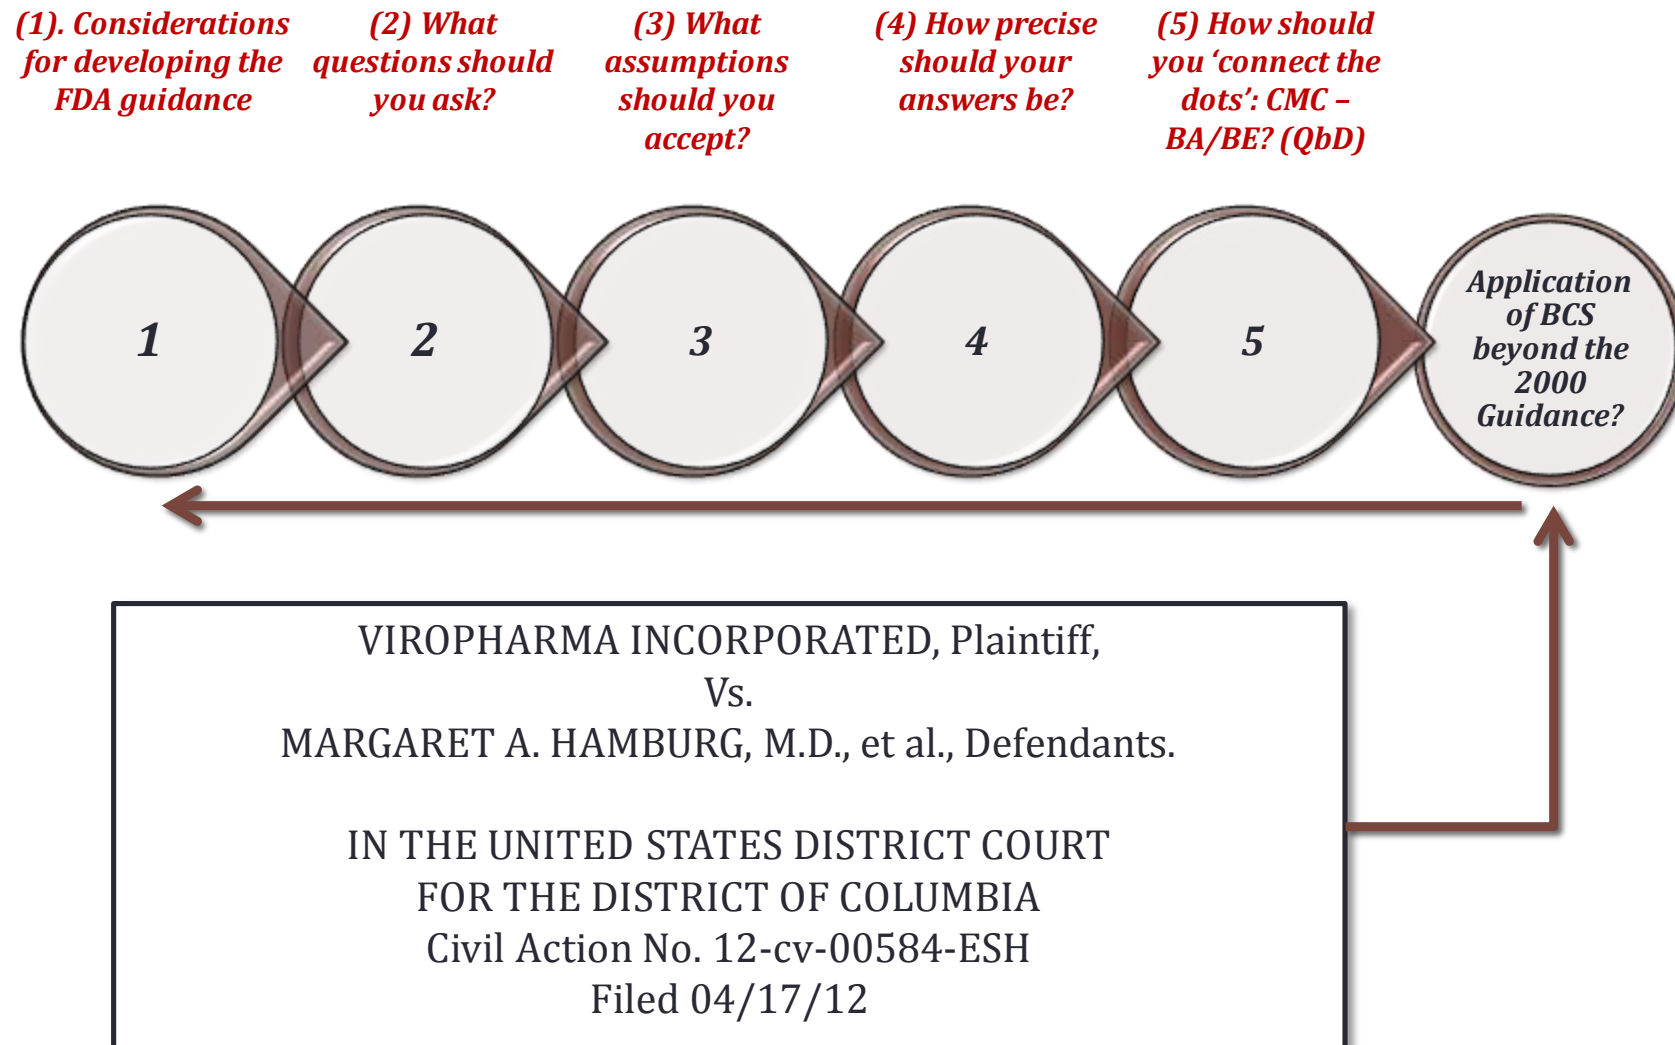 (1). Considerations
for developing the
FDA guidance
(2) What
questions should
you ask?
(3) What
assumptions
should you
accept?
(4) How precise
should your
answers be?
(5) How should
you ‘connect the
dots’: CMC –
BA/BE? (QbD)
1
2
3
4
5
Application
of BCS
beyond the
2000
Guidance?
VIROPHARMA INCORPORATED, Plaintiff,
Vs.
MARGARET A. HAMBURG, M.D., et al., Defendants.
IN THE UNITED STATES DISTRICT COURT
FOR THE DISTRICT OF COLUMBIA
Civil Action No. 12-cv-00584-ESH
Filed 04/17/12